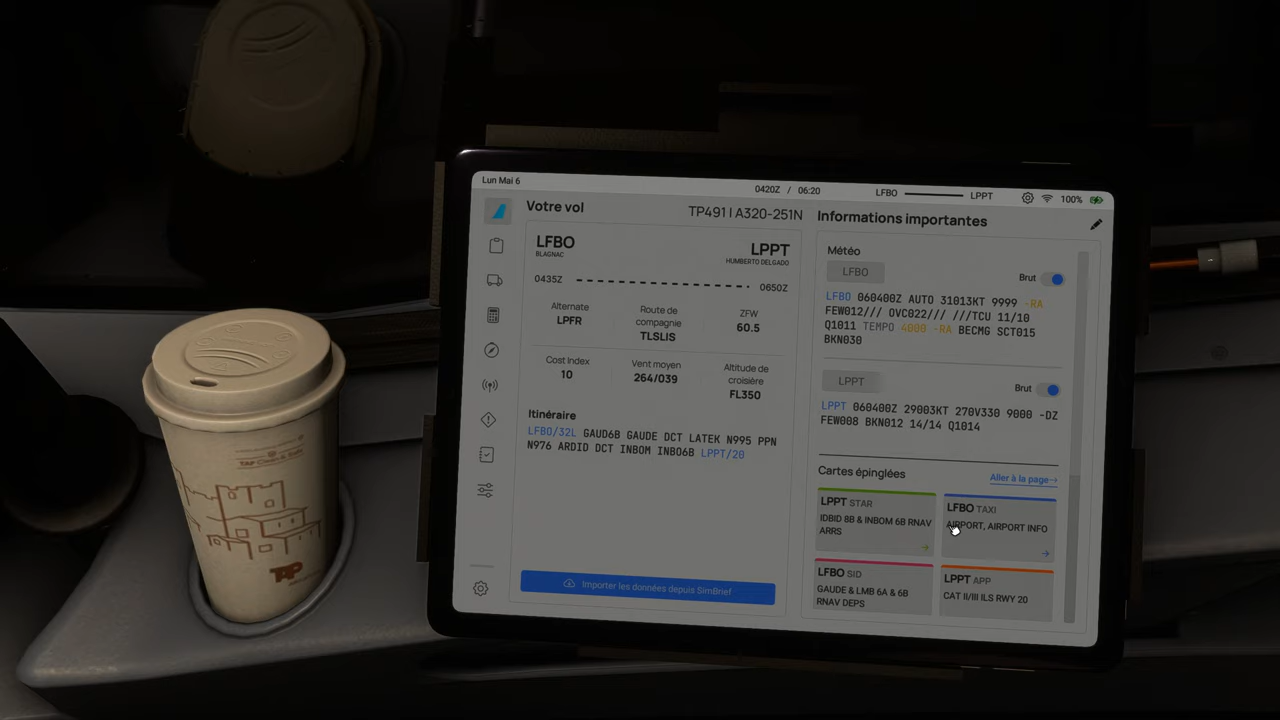 Lun Mai 6
0420Z / 06:20
LFBO
LPPT
100%
Votre vol
TP491 | A320-251N
LFBO
BLAGNAC
LPPT
HUMBERTO DELGADO
0435Z
0650Z
Alternate
LPFR
Route de
compagnie
TLSLIS
ZFW
60.5
Cost Index
10
Vent moyen
264/039
Altitude de
croisière
FL350
Itinéraire
LFBO/32L GAUD6B GAUDE DCT LATEK N995 PPN
N976 ARDID DCT INBOM INBO6B LPPT/20
Importer les données depuis SimBrief
Informations importantes
Météo
LFBO
Brut
LFBO 060400Z AUTO 31013KT 9999 -RA
FEW012/// OVC022/// ///TCU 11/10
Q1011 TEMPO 4000 -RA BECMG SCT015
BKN030
LPPT
Brut
LPPT 060400Z 29003KT 270V330 9000 -DZ
FEW008 BKN012 14/14 Q1014
Cartes épinglées
Aller à la page
LPPT STAR
IDBID 8B & INBOM 6B RNAV
ARRS
LFBO TAXI
AIRPORT, AIRPORT INFO
LFBO SID
GAUDE & LMB 6A & 6B
RNAV DEPS
LPPT APP
CAT II/III ILS RWY 20
TAP